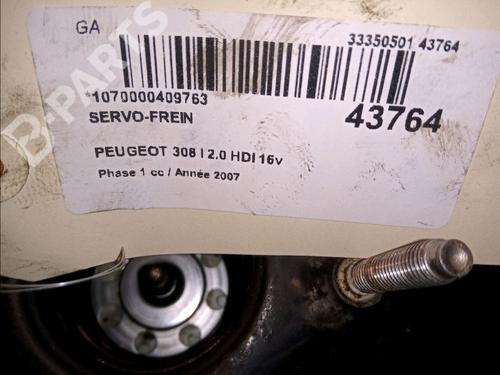 GA
33350501 43764
*1070000409763
43764
SERVO-FREIN
PEUGEOT 308 I 2.0 HDI 16v
Phase 1 cc / Année 2007
B-PARTS